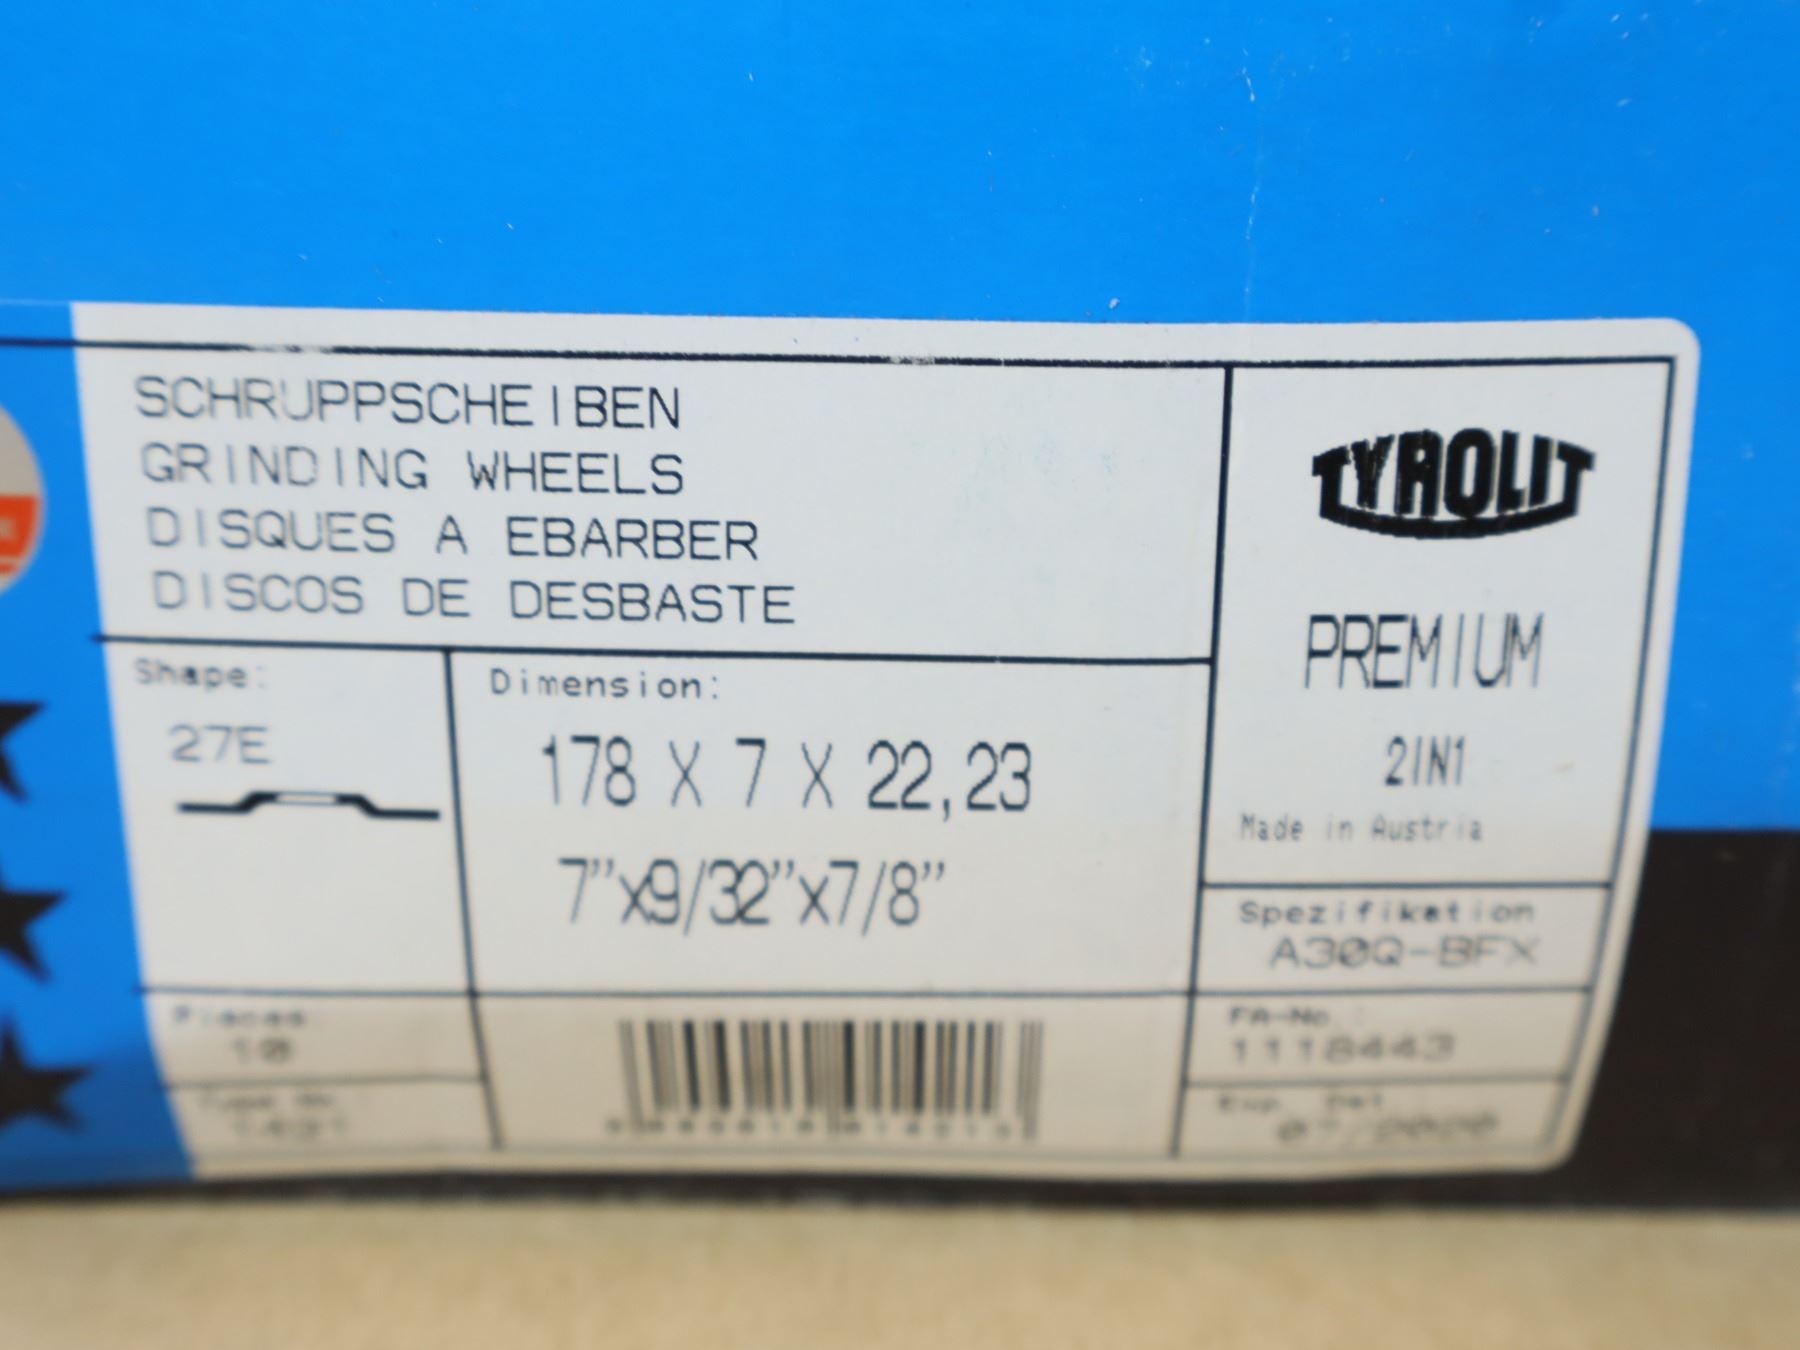 SCHRUPPSCHEIBEN
GRINDING WHEELS
DISQUES A EBARBER
DISCOS DE DESBASTE
TYROLIT
PREMIUM
2IN1
Made in Austria
Shape:
27E
Dimension:
178 X 7 X 22,23
7"x9/32"x7/8"
Spezifikation
A30Q-BFX
Pieces
10
FA-No.:
1118443